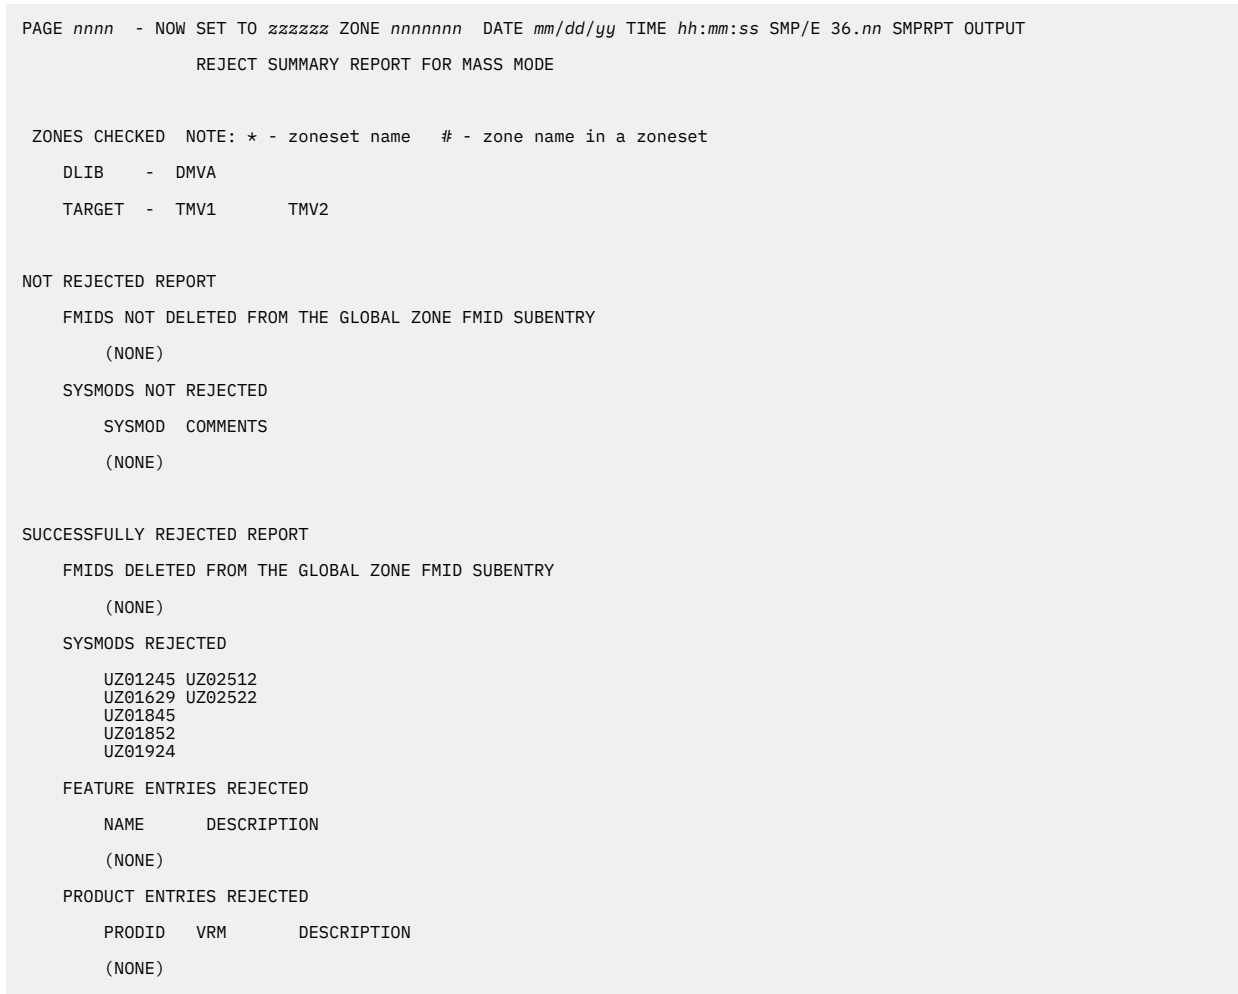 PAGE nnnn  - NOW SET TO zzzzzz ZONE nnnnnnn  DATE mm/dd/yy TIME hh:mm:ss SMP/E 36.nn SMPRPT OUTPUT
REJECT SUMMARY REPORT FOR MASS MODE
ZONES CHECKED  NOTE: * - zoneset name   # - zone name in a zoneset
DLIB    -  DMVA
TARGET  -  TMV1       TMV2
NOT REJECTED REPORT
FMIDS NOT DELETED FROM THE GLOBAL ZONE FMID SUBENTRY
(NONE)
SYSMODS NOT REJECTED
SYSMOD  COMMENTS
(NONE)
SUCCESSFULLY REJECTED REPORT
FMIDS DELETED FROM THE GLOBAL ZONE FMID SUBENTRY
(NONE)
SYSMODS REJECTED
UZ01245 UZ02512
UZ01629 UZ02522
UZ01845
UZ01852
UZ01924
FEATURE ENTRIES REJECTED
NAME      DESCRIPTION
(NONE)
PRODUCT ENTRIES REJECTED
PRODID   VRM       DESCRIPTION
(NONE)